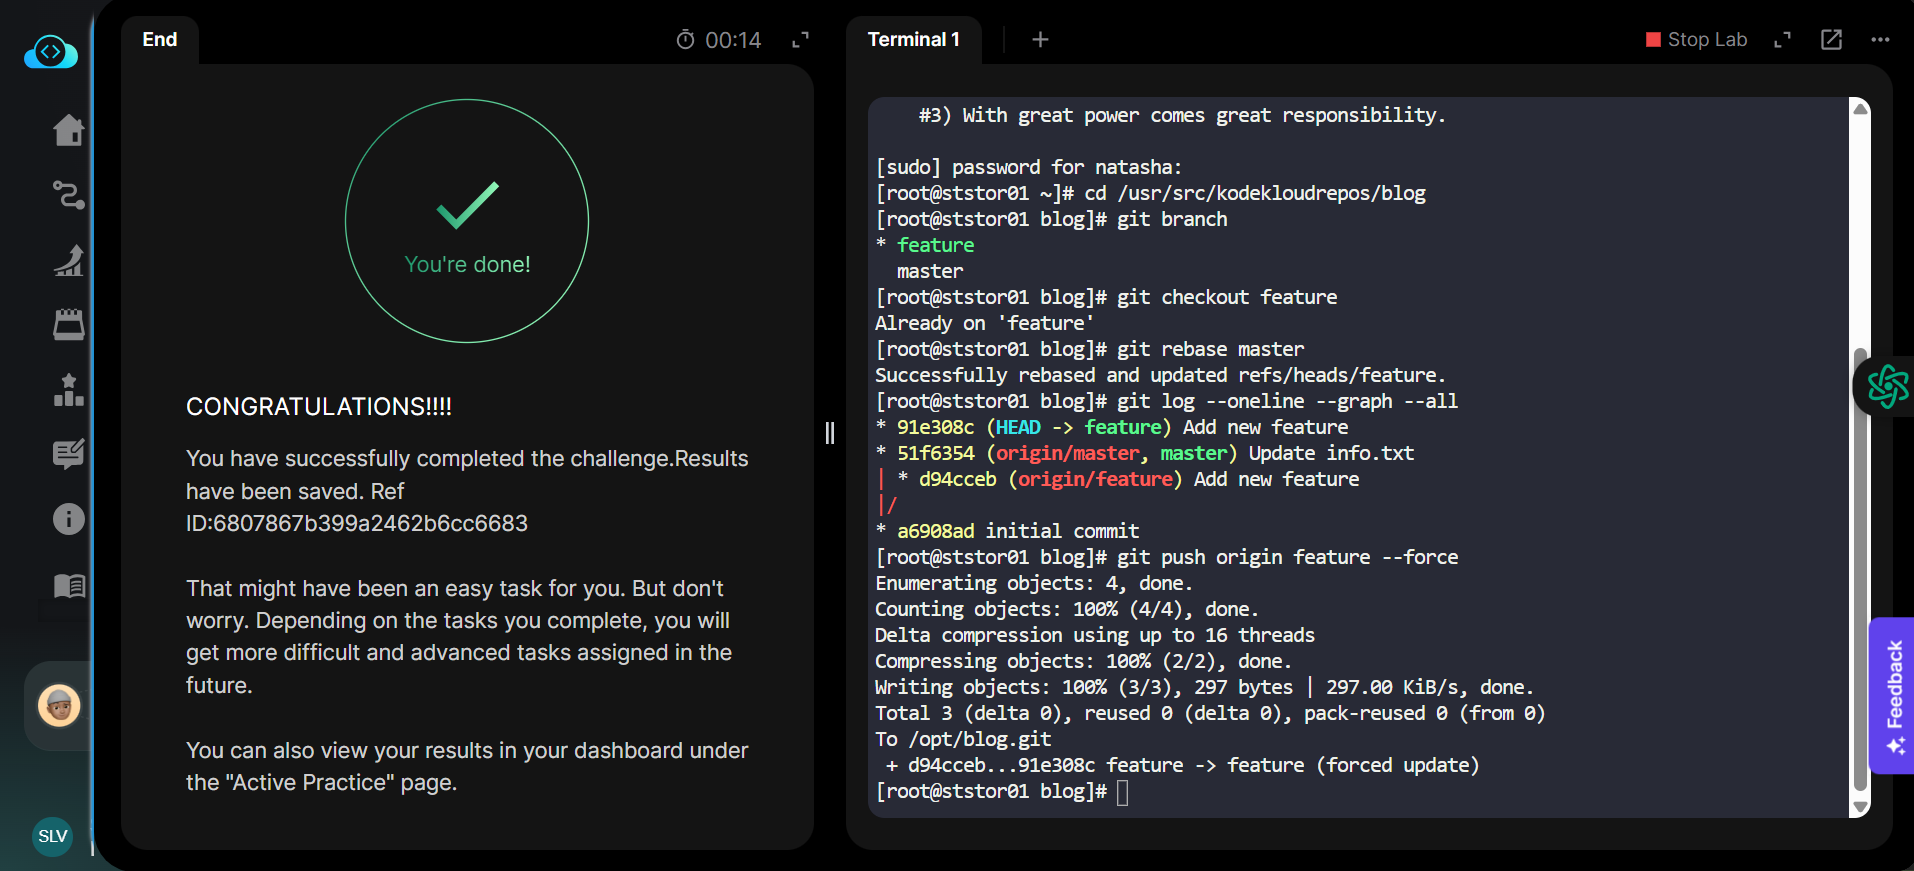 End
00:14
You're done!
CONGRATULATIONS!!!!
You have successfully completed the challenge.Results
have been saved. Ref
ID:6807867b399a2462b6cc6683
That might have been an easy task for you. But don't
worry. Depending on the tasks you complete, you will
get more difficult and advanced tasks assigned in the
future.
You can also view your results in your dashboard under
the "Active Practice" page.
SLV
Terminal 1
Stop Lab
#3) With great power comes great responsibility.
[sudo] password for natasha:
[root@ststor01 ~]# cd /usr/src/kodekloudrepos/blog
[root@ststor01 blog]# git branch
* feature
master
[root@ststor01 blog]# git checkout feature
Already on 'feature'
[root@ststor01 blog]# git rebase master
Successfully rebased and updated refs/heads/feature.
[root@ststor01 blog]# git log --oneline --graph --all
* 91e308c (HEAD -> feature) Add new feature
* 51f6354 (origin/master, master) Update info.txt
| * d94cceb (origin/feature) Add new feature
|/
* a6908ad initial commit
[root@ststor01 blog]# git push origin feature --force
Enumerating objects: 4, done.
Counting objects: 100% (4/4), done.
Delta compression using up to 16 threads
Compressing objects: 100% (2/2), done.
Writing objects: 100% (3/3), 297 bytes | 297.00 KiB/s, done.
Total 3 (delta 0), reused 0 (delta 0), pack-reused 0 (from 0)
To /opt/blog.git
+ d94cceb...91e308c feature -> feature (forced update)
[root@ststor01 blog]#
Feedback